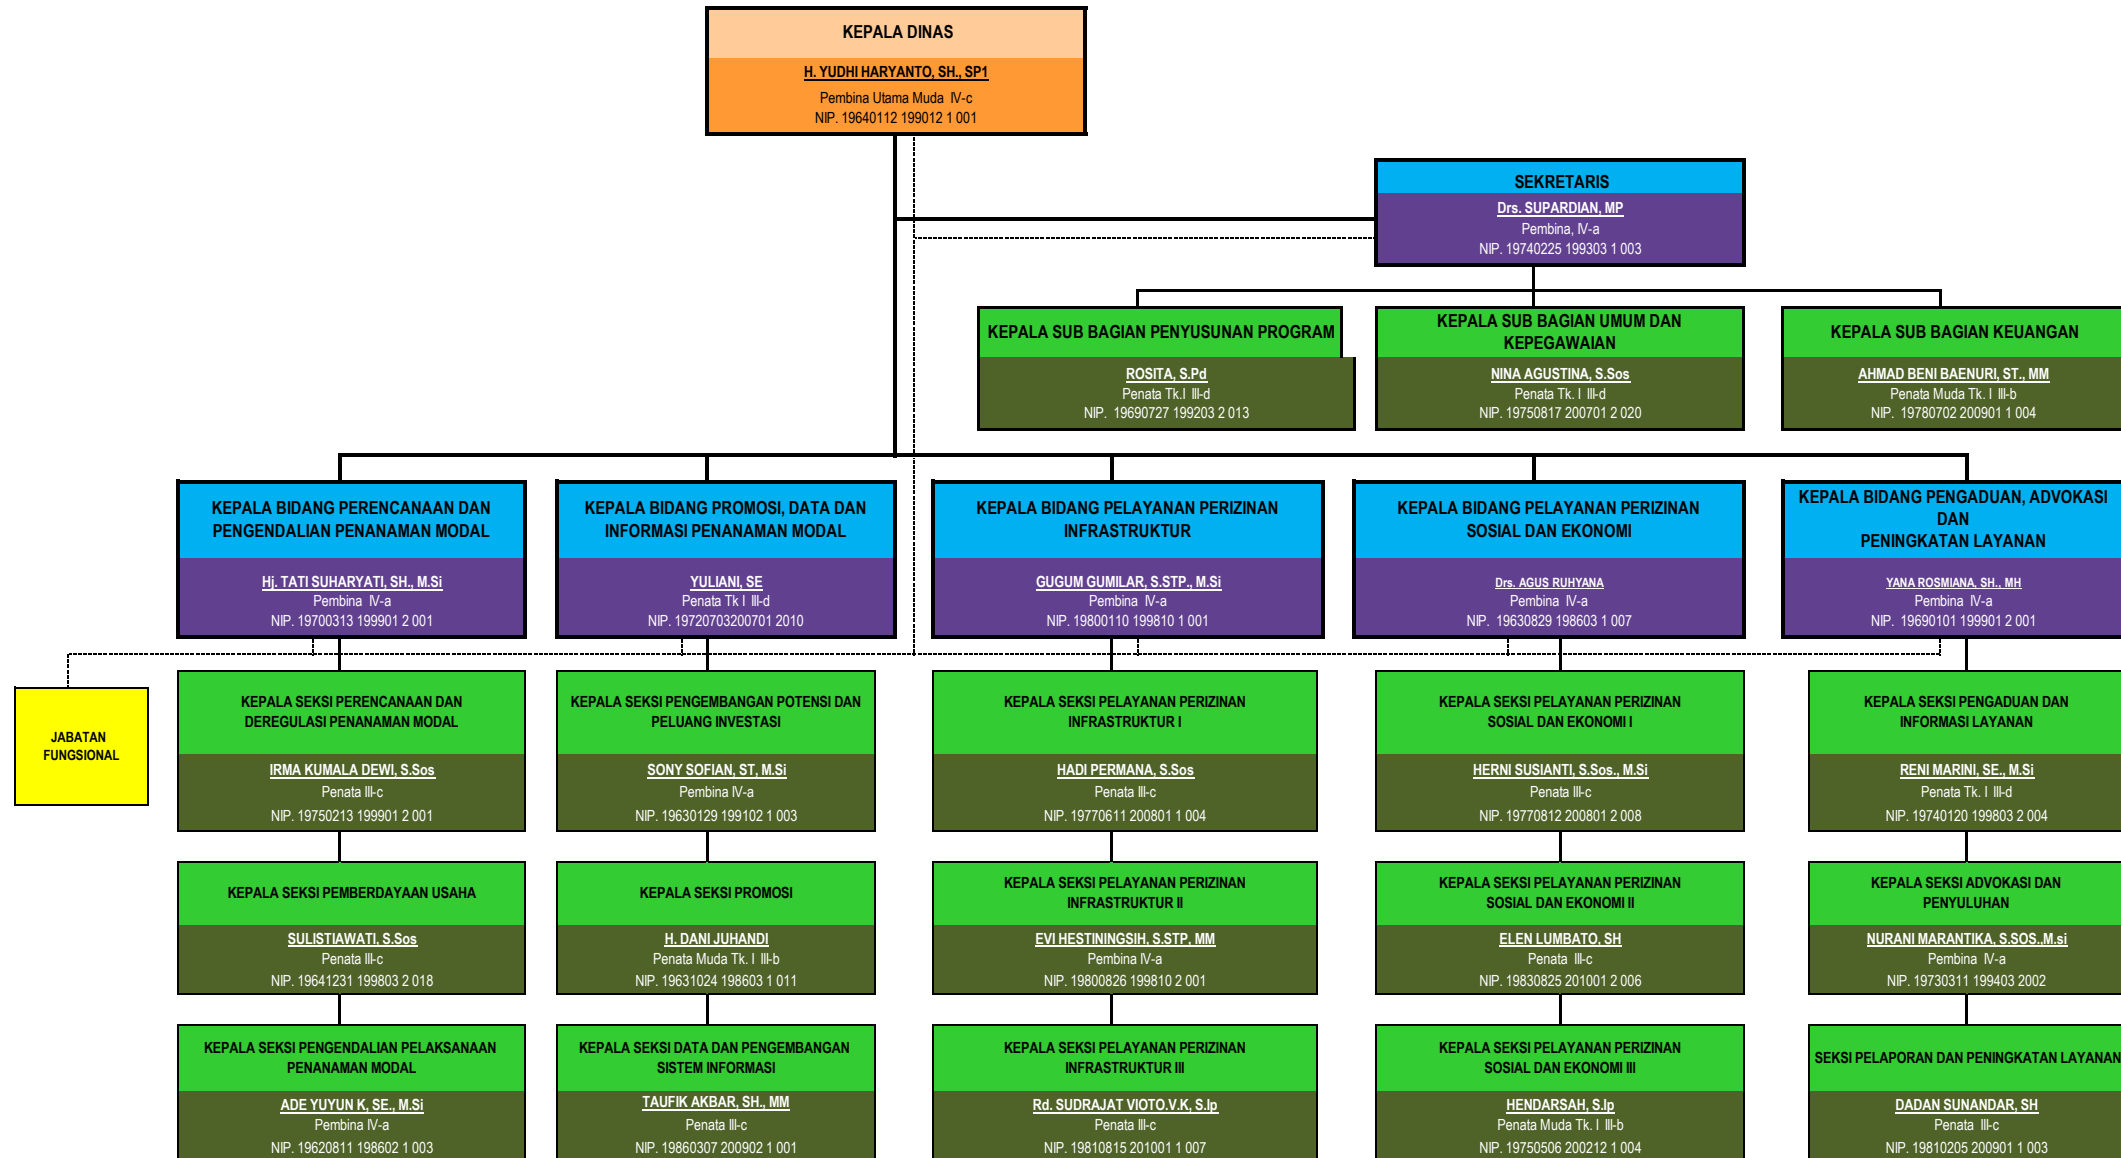 KEPALA DINAS
H. YUDHI HARYANTO, SH., SP1
Pembina Utama Muda IV-c
NIP. 19640112 199012 1 001
SEKRETARIS
Drs. SUPARDIAN, MP
Pembina, IV-a
NIP. 19740225 199303 1 003
KEPALA SUB BAGIAN PENYUSUNAN PROGRAM
ROSITA, S.Pd
Penata Tk.I III-d
NIP. 19690727 199203 2 013
KEPALA SUB BAGIAN UMUM DAN
KEPEGAWAIAN
NINA AGUSTINA, S.Sos
Penata Tk. I III-d
NIP. 19750817 200701 2 020
KEPALA SUB BAGIAN KEUANGAN
AHMAD BENI BAENURI, ST., MM
Penata Muda Tk. I III-b
NIP. 19780702 200901 1 004
KEPALA BIDANG PERENCANAAN DAN
PENGENDALIAN PENANAMAN MODAL
Hj. TATI SUHARYATI, SH., M.Si
Pembina IV-a
NIP. 19700313 199901 2 001
KEPALA BIDANG PROMOSI, DATA DAN
INFORMASI PENANAMAN MODAL
YULIANI, SE
Penata Tk I III-d
NIP. 19720703200701 2010
KEPALA BIDANG PELAYANAN PERIZINAN
INFRASTRUKTUR
GUGUM GUMILAR, S.STP., M.Si
Pembina IV-a
NIP. 19800110 199810 1 001
KEPALA BIDANG PELAYANAN PERIZINAN
SOSIAL DAN EKONOMI
Drs. AGUS RUHYANA
Pembina IV-a
NIP. 19630829 198603 1 007
KEPALA BIDANG PENGADUAN, ADVOKASI
DAN
PENINGKATAN LAYANAN
YANA ROSMIANA, SH., MH
Pembina IV-a
NIP. 19690101 199901 2 001
JABATAN
FUNGSIONAL
KEPALA SEKSI PERENCANAAN DAN
DEREGULASI PENANAMAN MODAL
IRMA KUMALA DEWI, S.Sos
Penata III-c
NIP. 19750213 199901 2 001
KEPALA SEKSI PENGEMBANGAN POTENSI DAN
PELUANG INVESTASI
SONY SOFIAN, ST, M.Si
Pembina IV-a
NIP. 19630129 199102 1 003
KEPALA SEKSI PELAYANAN PERIZINAN
INFRASTRUKTUR I
HADI PERMANA, S.Sos
Penata III-c
NIP. 19770611 200801 1 004
KEPALA SEKSI PELAYANAN PERIZINAN
SOSIAL DAN EKONOMI I
HERNI SUSIANTI, S.Sos., M.Si
Penata III-c
NIP. 19770812 200801 2 008
KEPALA SEKSI PENGADUAN DAN
INFORMASI LAYANAN
RENI MARINI, SE., M.Si
Penata Tk. I III-d
NIP. 19740120 199803 2 004
KEPALA SEKSI PEMBERDAYAAN USAHA
SULISTIAWATI, S.Sos
Penata III-c
NIP. 19641231 199803 2 018
KEPALA SEKSI PROMOSI
H. DANI JUHANDI
Penata Muda Tk. I III-b
NIP. 19631024 198603 1 011
KEPALA SEKSI PELAYANAN PERIZINAN
INFRASTRUKTUR II
EVI HESTININGSIH, S.STP, MM
Pembina IV-a
NIP. 19800826 199810 2 001
KEPALA SEKSI PELAYANAN PERIZINAN
SOSIAL DAN EKONOMI II
ELEN LUMBATO, SH
Penata III-c
NIP. 19830825 201001 2 006
KEPALA SEKSI ADVOKASI DAN
PENYULUHAN
NURANI MARANTIKA, S.SOS.,M.si
Pembina IV-a
NIP. 19730311 199403 2002
KEPALA SEKSI PENGENDALIAN PELAKSANAAN
PENANAMAN MODAL
ADE YUYUN K, SE., M.Si
Pembina IV-a
NIP. 19620811 198602 1 003
KEPALA SEKSI DATA DAN PENGEMBANGAN
SISTEM INFORMASI
TAUFIK AKBAR, SH., MM
Penata III-c
NIP. 19860307 200902 1 001
KEPALA SEKSI PELAYANAN PERIZINAN
INFRASTRUKTUR III
Rd. SUDRAJAT VIOTO.V.K, S.Ip
Penata III-c
NIP. 19810815 201001 1 007
KEPALA SEKSI PELAYANAN PERIZINAN
SOSIAL DAN EKONOMI III
HENDARSAH, S.Ip
Penata Muda Tk. I III-b
NIP. 19750506 200212 1 004
SEKSI PELAPORAN DAN PENINGKATAN LAYANAN
DADAN SUNANDAR, SH
Penata III-c
NIP. 19810205 200901 1 003